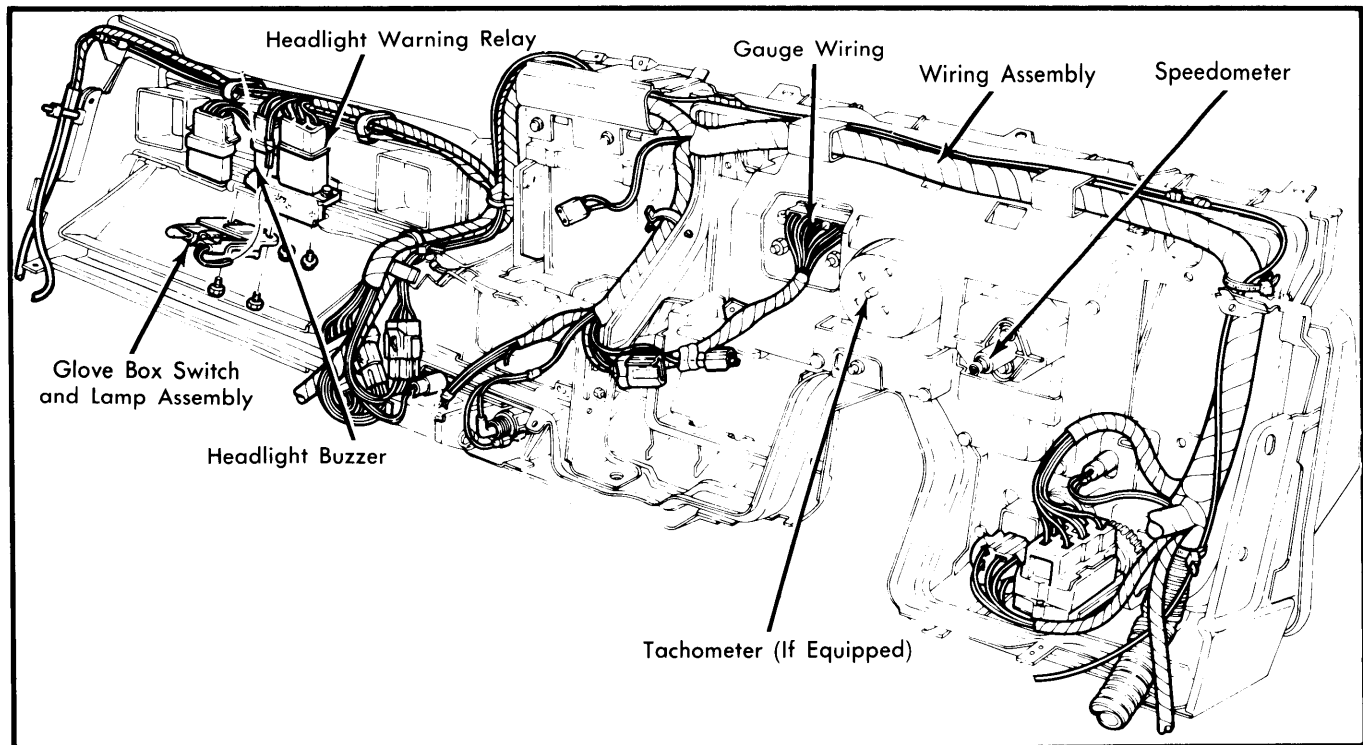 Headlight Warning Relay
Gauge Wiring
Wiring Assembly
Speedometer
Glove Box Switch
and Lamp Assembly
Headlight Buzzer
Tachometer (If Equipped)